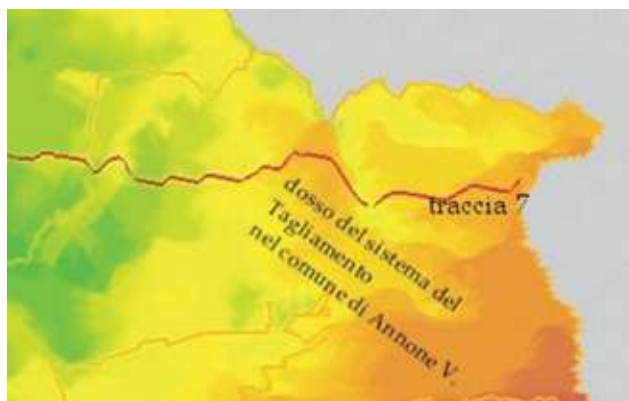 traccia 7
dosso del sistema del
Tagliamento
nel comune di Annone V.